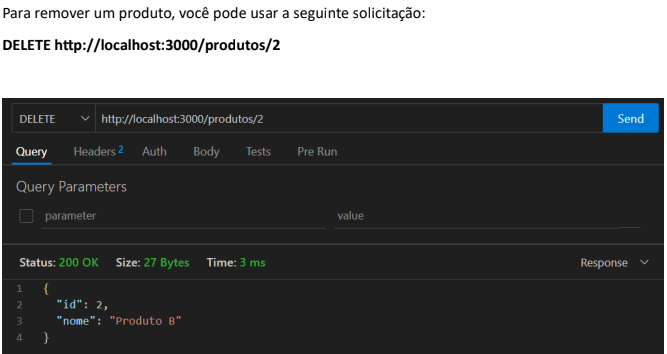 Para remover um produto, você pode usar a seguinte solicitação:
DELETE http://localhost:3000/produtos/2
DELETE http://localhost:3000/produtos/2 Send
Query Headers 2 Auth Body Tests Pre Run
Query Parameters
parameter value
Status: 200 OK Size: 27 Bytes Time: 3 ms Response
1 {
2 "id": 2,
3 "nome": "Produto B"
4 }